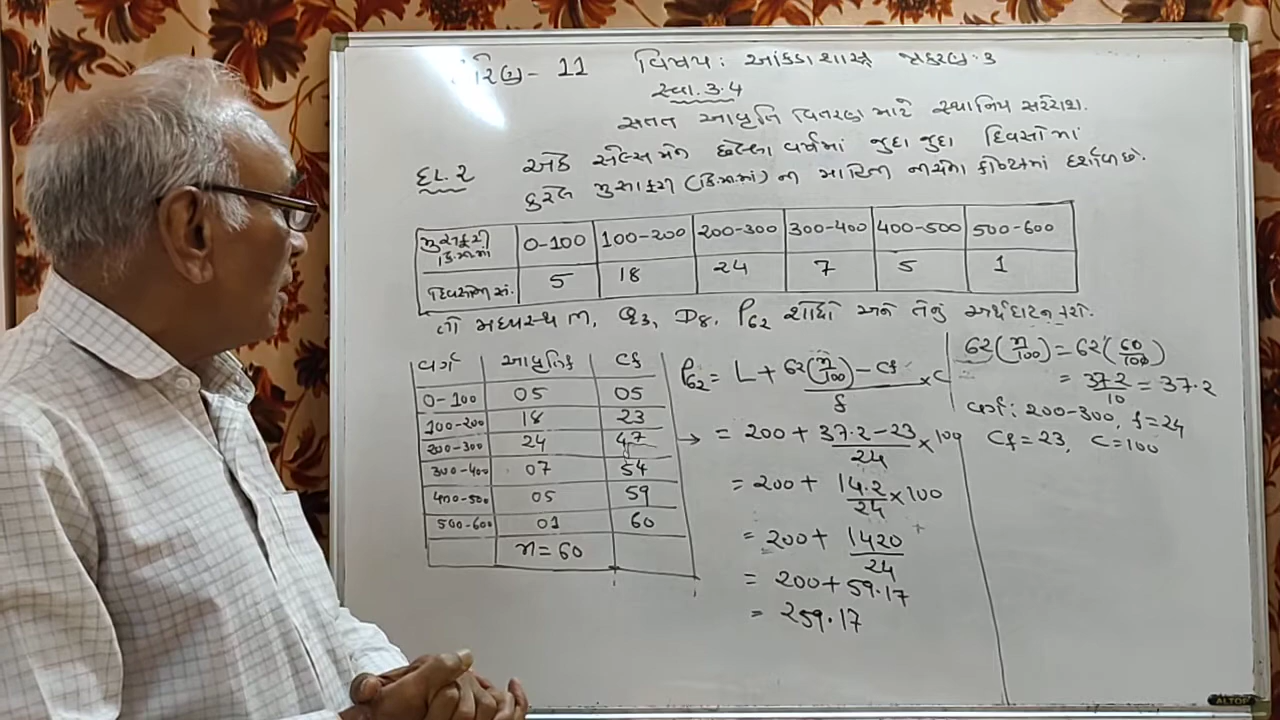 ધોરણ - 11 વિષય : આંકડાશાસ્ત્ર પ્રકરણ : 3
સ્વા. 3.4
સતત આવૃત્તિ વિતરણ માટે સ્થાનિય સરેરાશ.
દા. 2 એક સેલ્સમેને છેલ્લા વર્ષમાં જુદા જુદા દિવસોમાં
કરેલ મુસાફરી (કિ.મી.માં) ની માહિતી નીચેના કોષ્ટકમાં દર્શાવેલ છે.
મુસાફરી કિ.મી.માં 0-100 100-200 200-300 300-400 400-500 500-600
દિવસોની સં. 5 18 24 7 5 1
તો મધ્યસ્થ M, Q3, D8, P62 શોધો અને તેનું અર્થઘટન કરો.
વર્ગ આવૃત્તિ f cf
0-100 05 05
100-200 18 23
200-300 24 47
300-400 07 54
400-500 05 59
500-600 01 60
n = 60
P62 = L + 62(n/100) - cf / f × c
= 200 + 37.2 - 23 / 24 × 100
= 200 + 14.2 / 24 × 100
= 200 + 1420 / 24
= 200 + 59.17
= 259.17
62(n/100) = 62(60/100)
= 372/10 = 37.2
વર્ગ : 200-300, f = 24
Cf = 23, C = 100
ALTOP